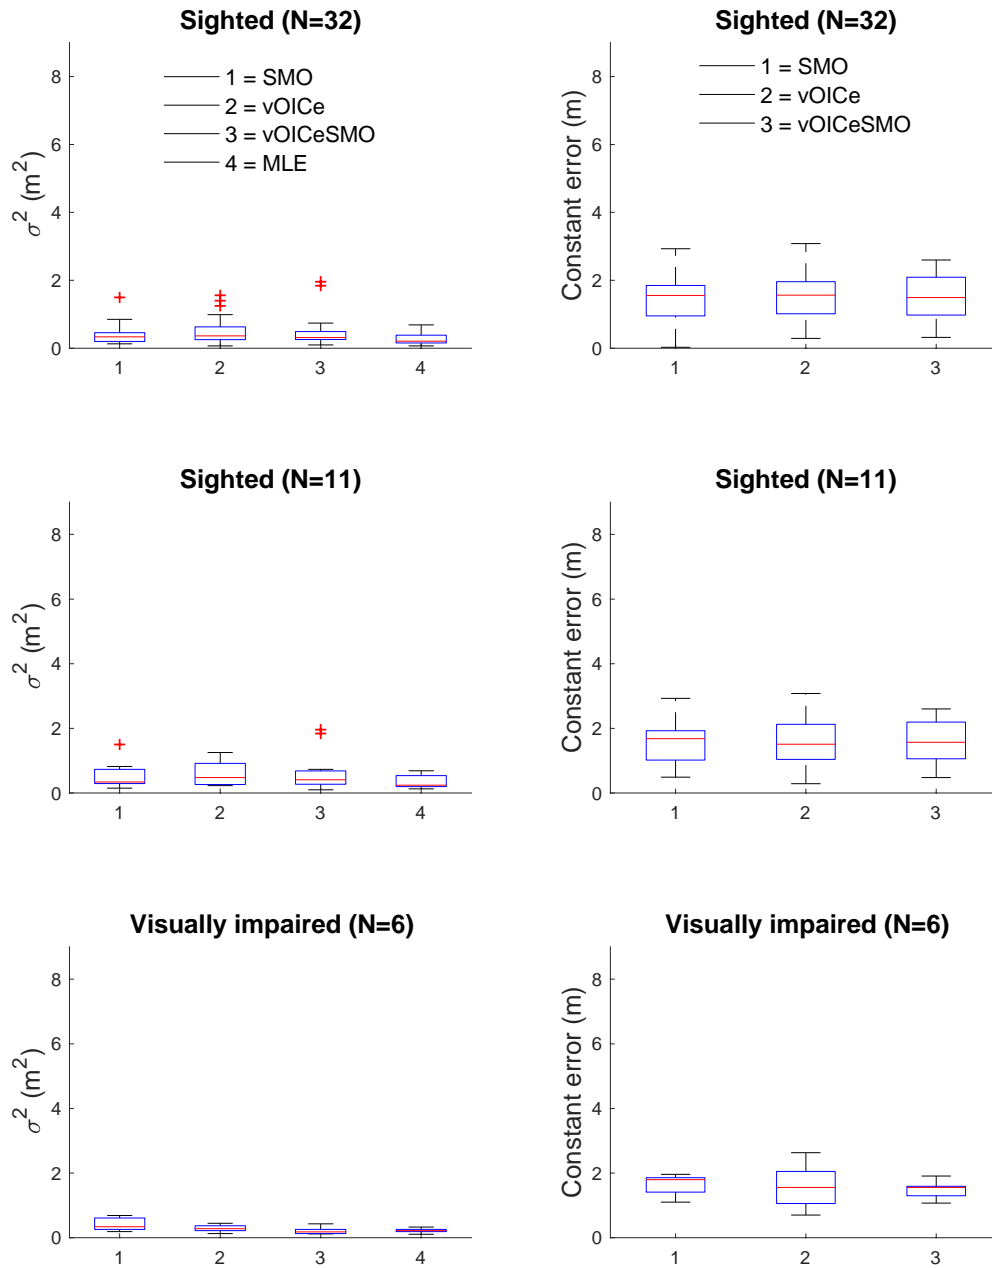 Sighted (N=32)
1 = SMO
2 = vOICe
3 = vOICeSMO
4 = MLE
σ² (m²)
8
6
4
2
0
1 2 3 4
Sighted (N=32)
1 = SMO
2 = vOICe
3 = vOICeSMO
Constant error (m)
8
6
4
2
0
1 2 3
Sighted (N=11)
σ² (m²)
8
6
4
2
0
1 2 3 4
Sighted (N=11)
Constant error (m)
8
6
4
2
0
1 2 3
Visually impaired (N=6)
σ² (m²)
8
6
4
2
0
1 2 3 4
Visually impaired (N=6)
Constant error (m)
8
6
4
2
0
1 2 3